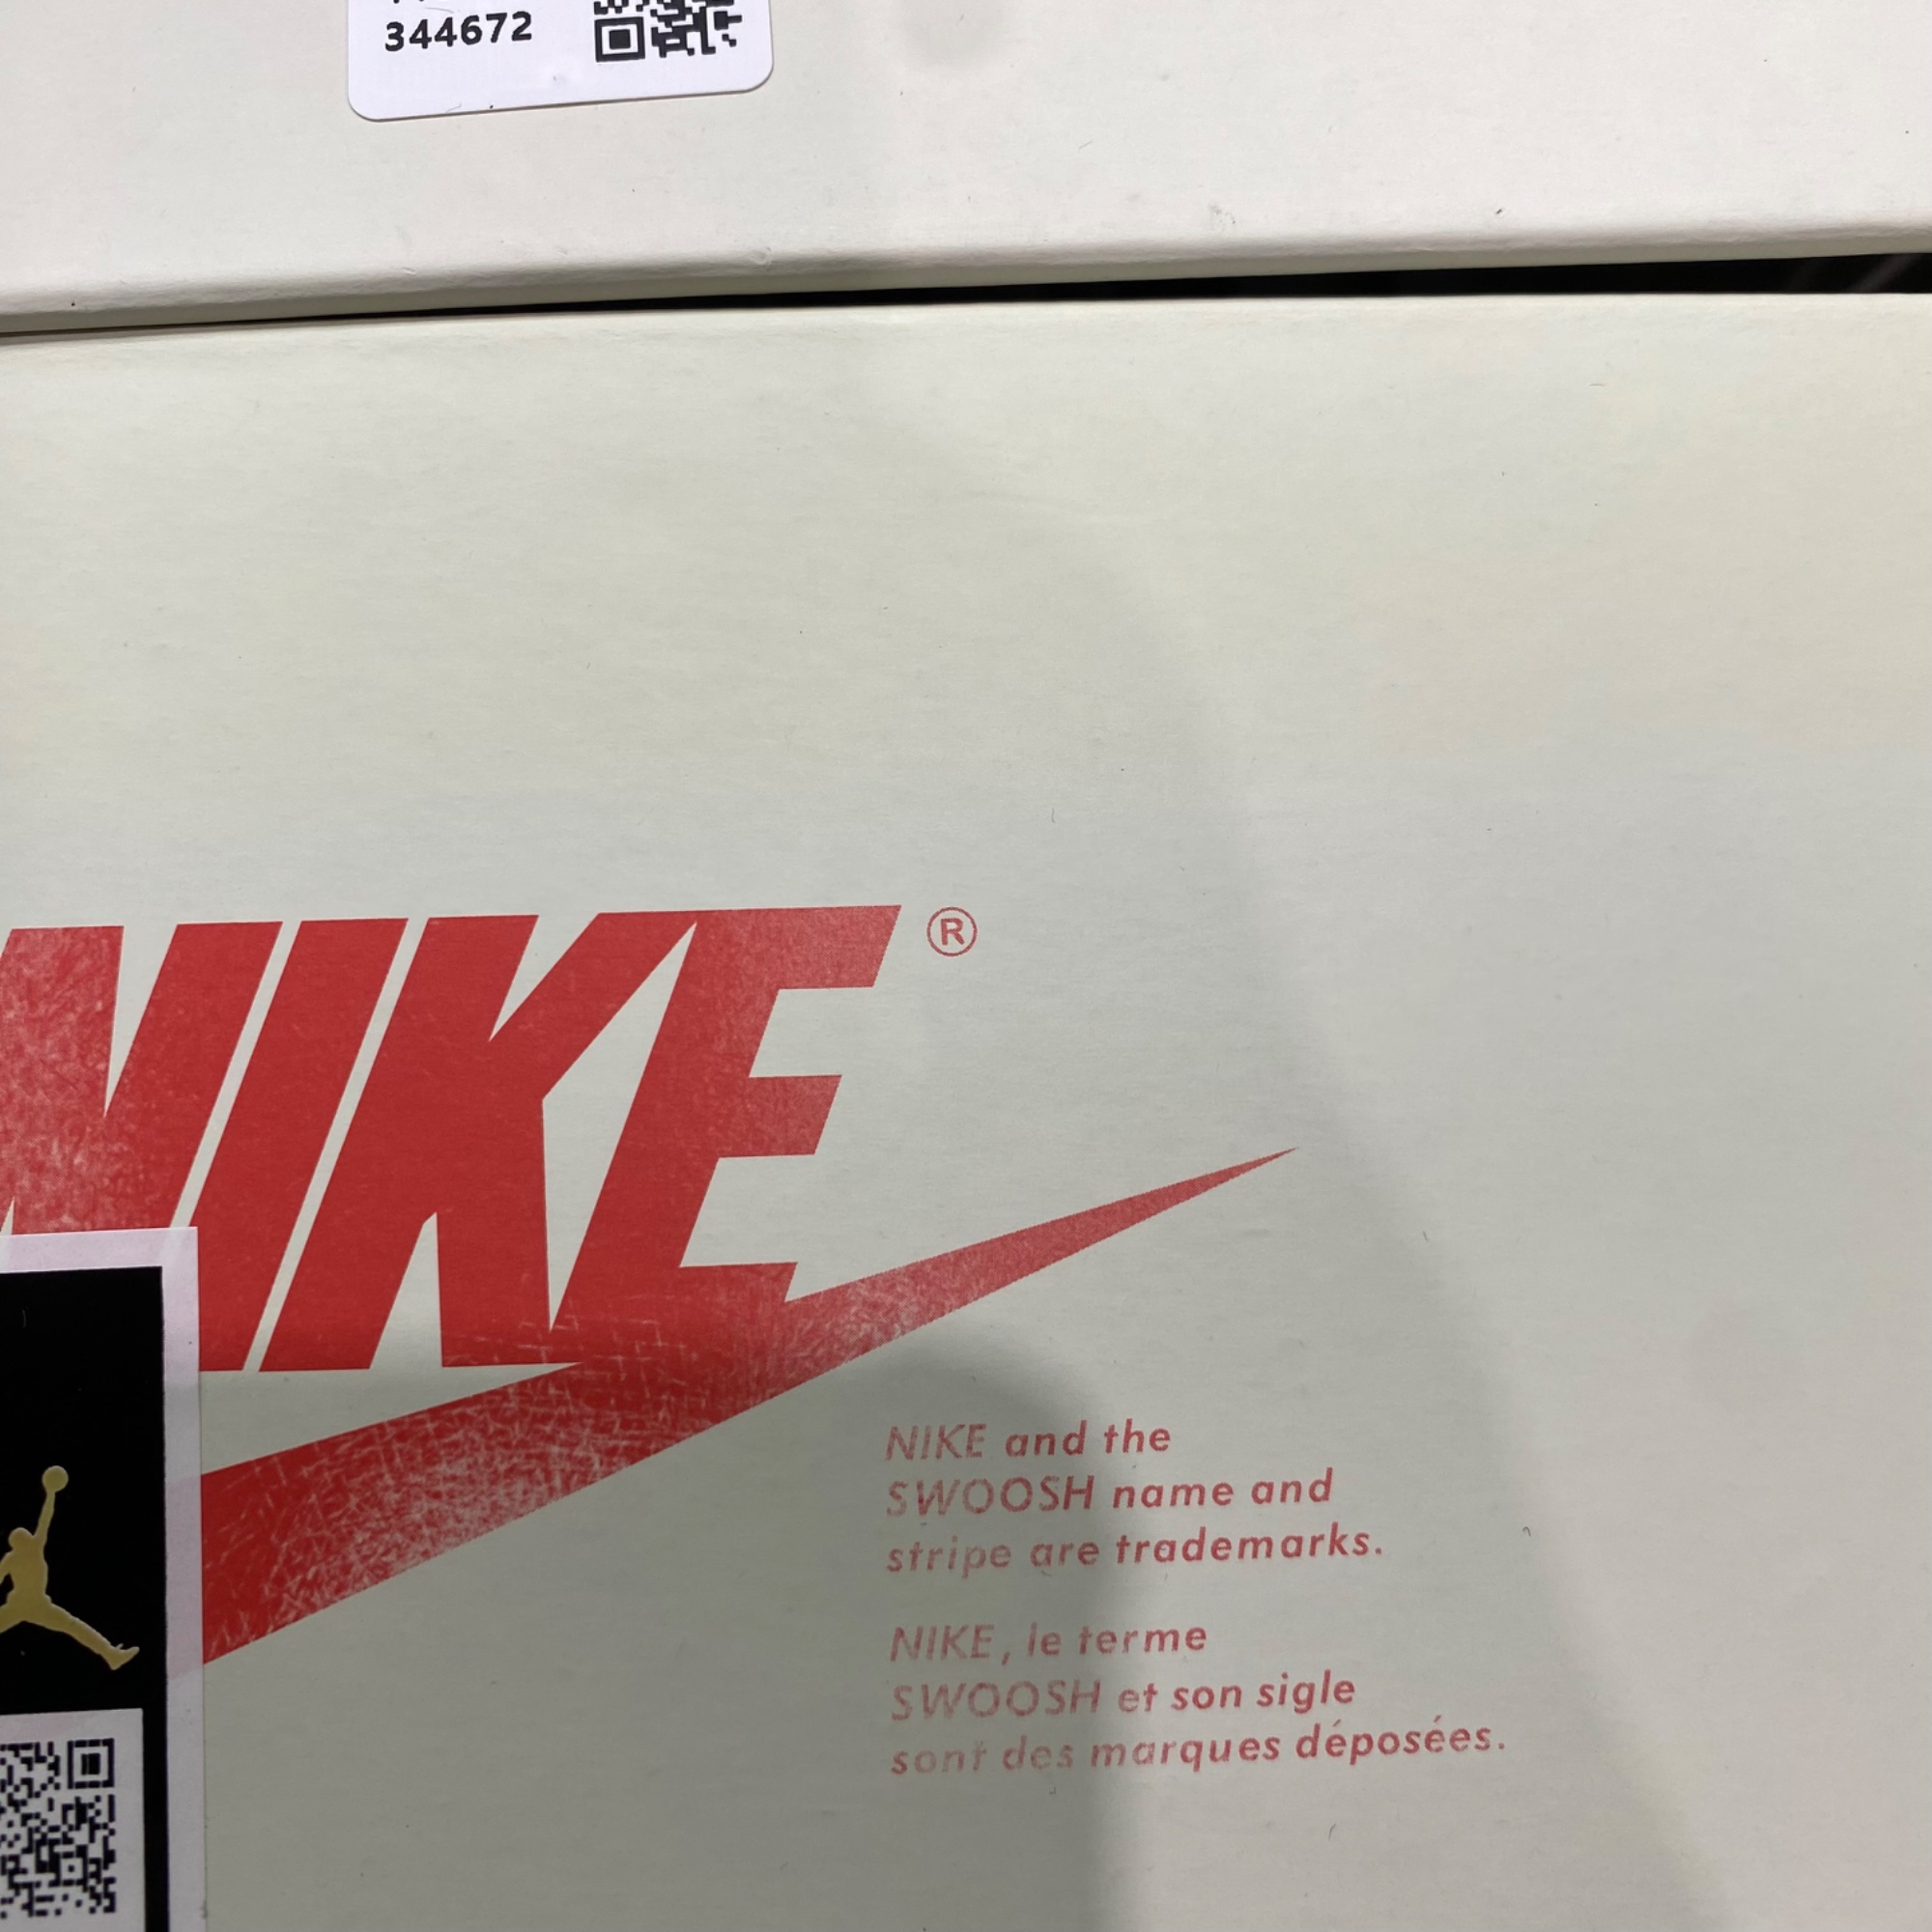 344672
NIKE ®
NIKE and the
SWOOSH name and
stripe are trademarks.
NIKE, le terme
SWOOSH et son sigle
sont des marques déposées.